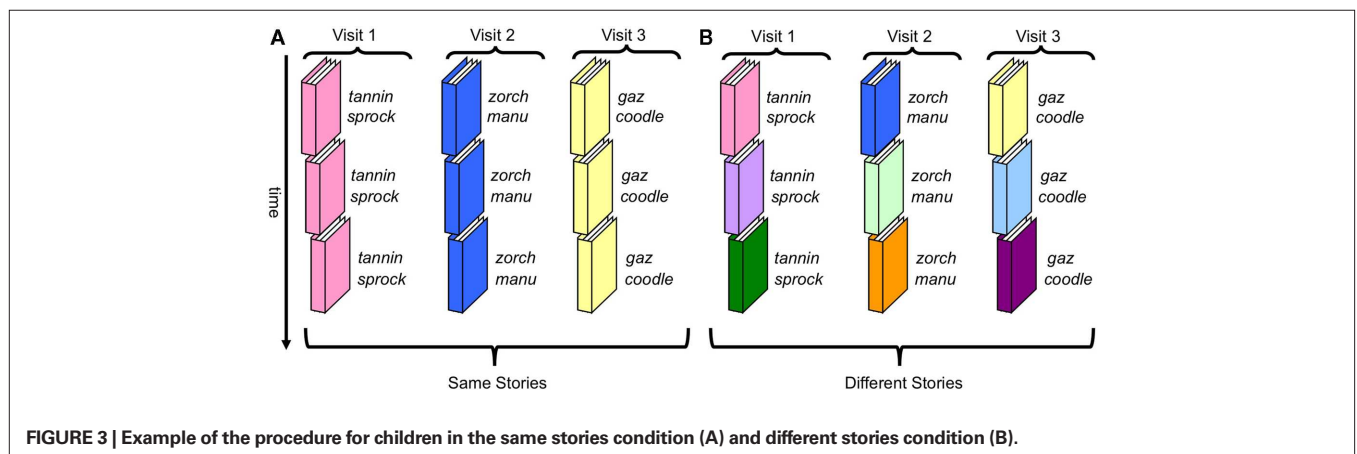 A
Visit 1
Visit 2
Visit 3
B
Visit 1
Visit 2
Visit 3
tannin
sprock
zorch
manu
gaz
coodle
tannin
sprock
zorch
manu
gaz
coodle
tannin
sprock
zorch
manu
gaz
coodle
tannin
sprock
zorch
manu
gaz
coodle
time
tannin
sprock
zorch
manu
gaz
coodle
tannin
sprock
zorch
manu
gaz
coodle
Same Stories
Different Stories
FIGURE 3 | Example of the procedure for children in the same stories condition (A) and different stories condition (B).